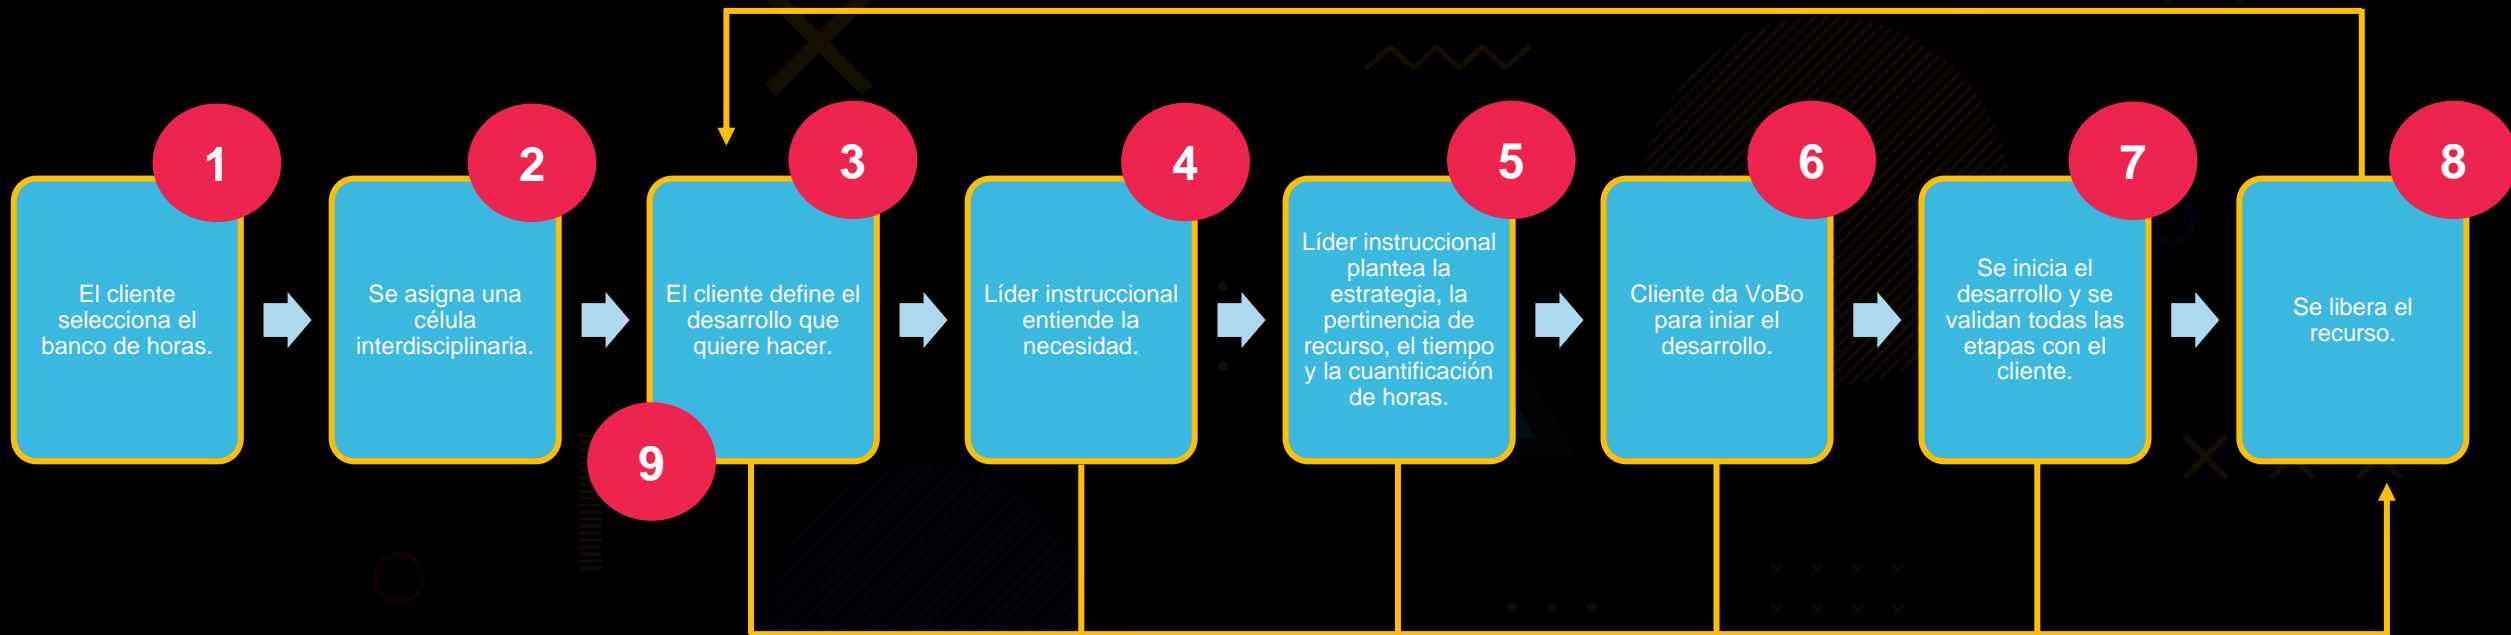 1
El cliente
selecciona el
banco de horas.
2
Se asigna una
célula
interdisciplinaria.
3
El cliente define el
desarrollo que
quiere hacer.
9
4
Líder instruccional
entiende la
necesidad.
5
Líder instruccional
plantea la
estrategia, la
pertinencia de
recurso, el tiempo
y la cuantificación
de horas.
6
Cliente da VoBo
para iniar el
desarrollo.
7
Se inicia el
desarrollo y se
validan todas las
etapas con el
cliente.
8
Se libera el
recurso.